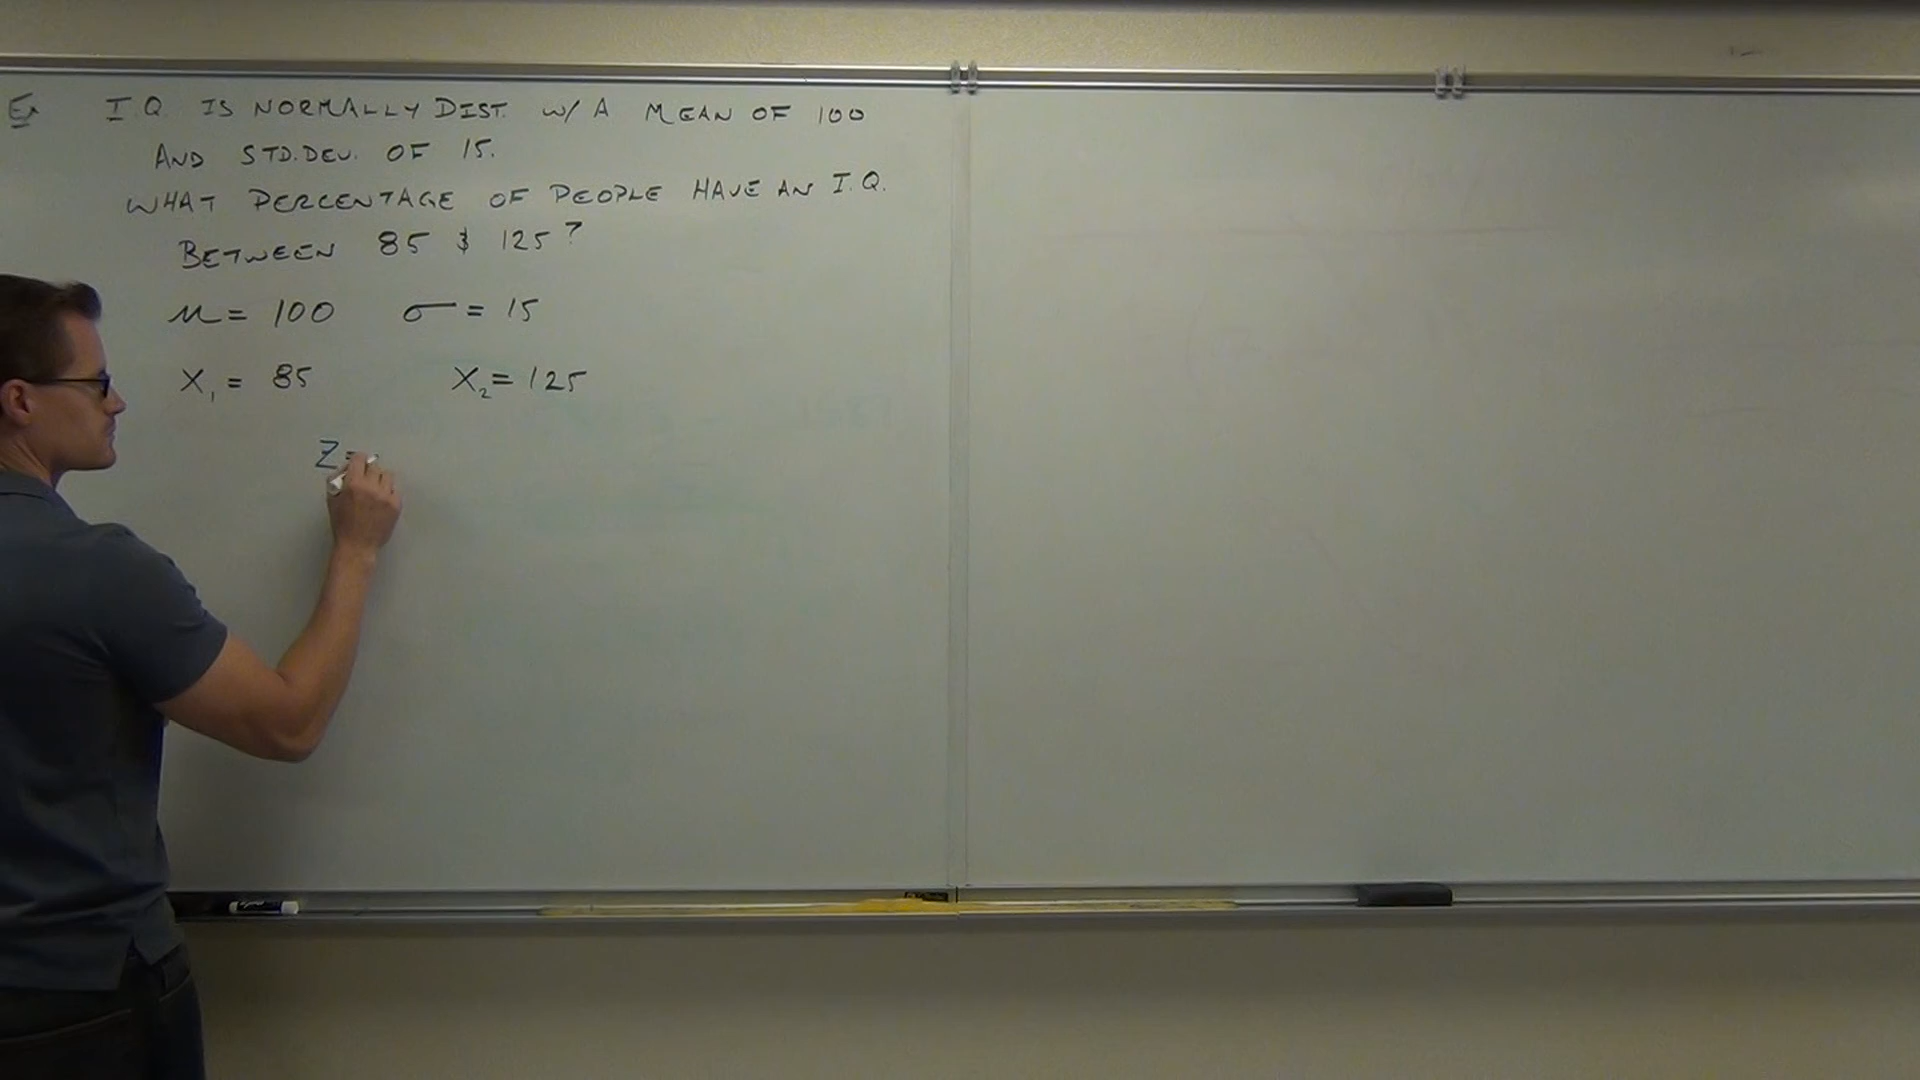 Ex I Q IS NORMALLY DIST. W/ A MEAN OF 100
AND STD.DEV. OF 15.
WHAT PERCENTAGE OF PEOPLE HAVE AN I.Q.
BETWEEN 85 & 125?
μ = 100 σ = 15
X₁ = 85 X₂ = 125
Z =